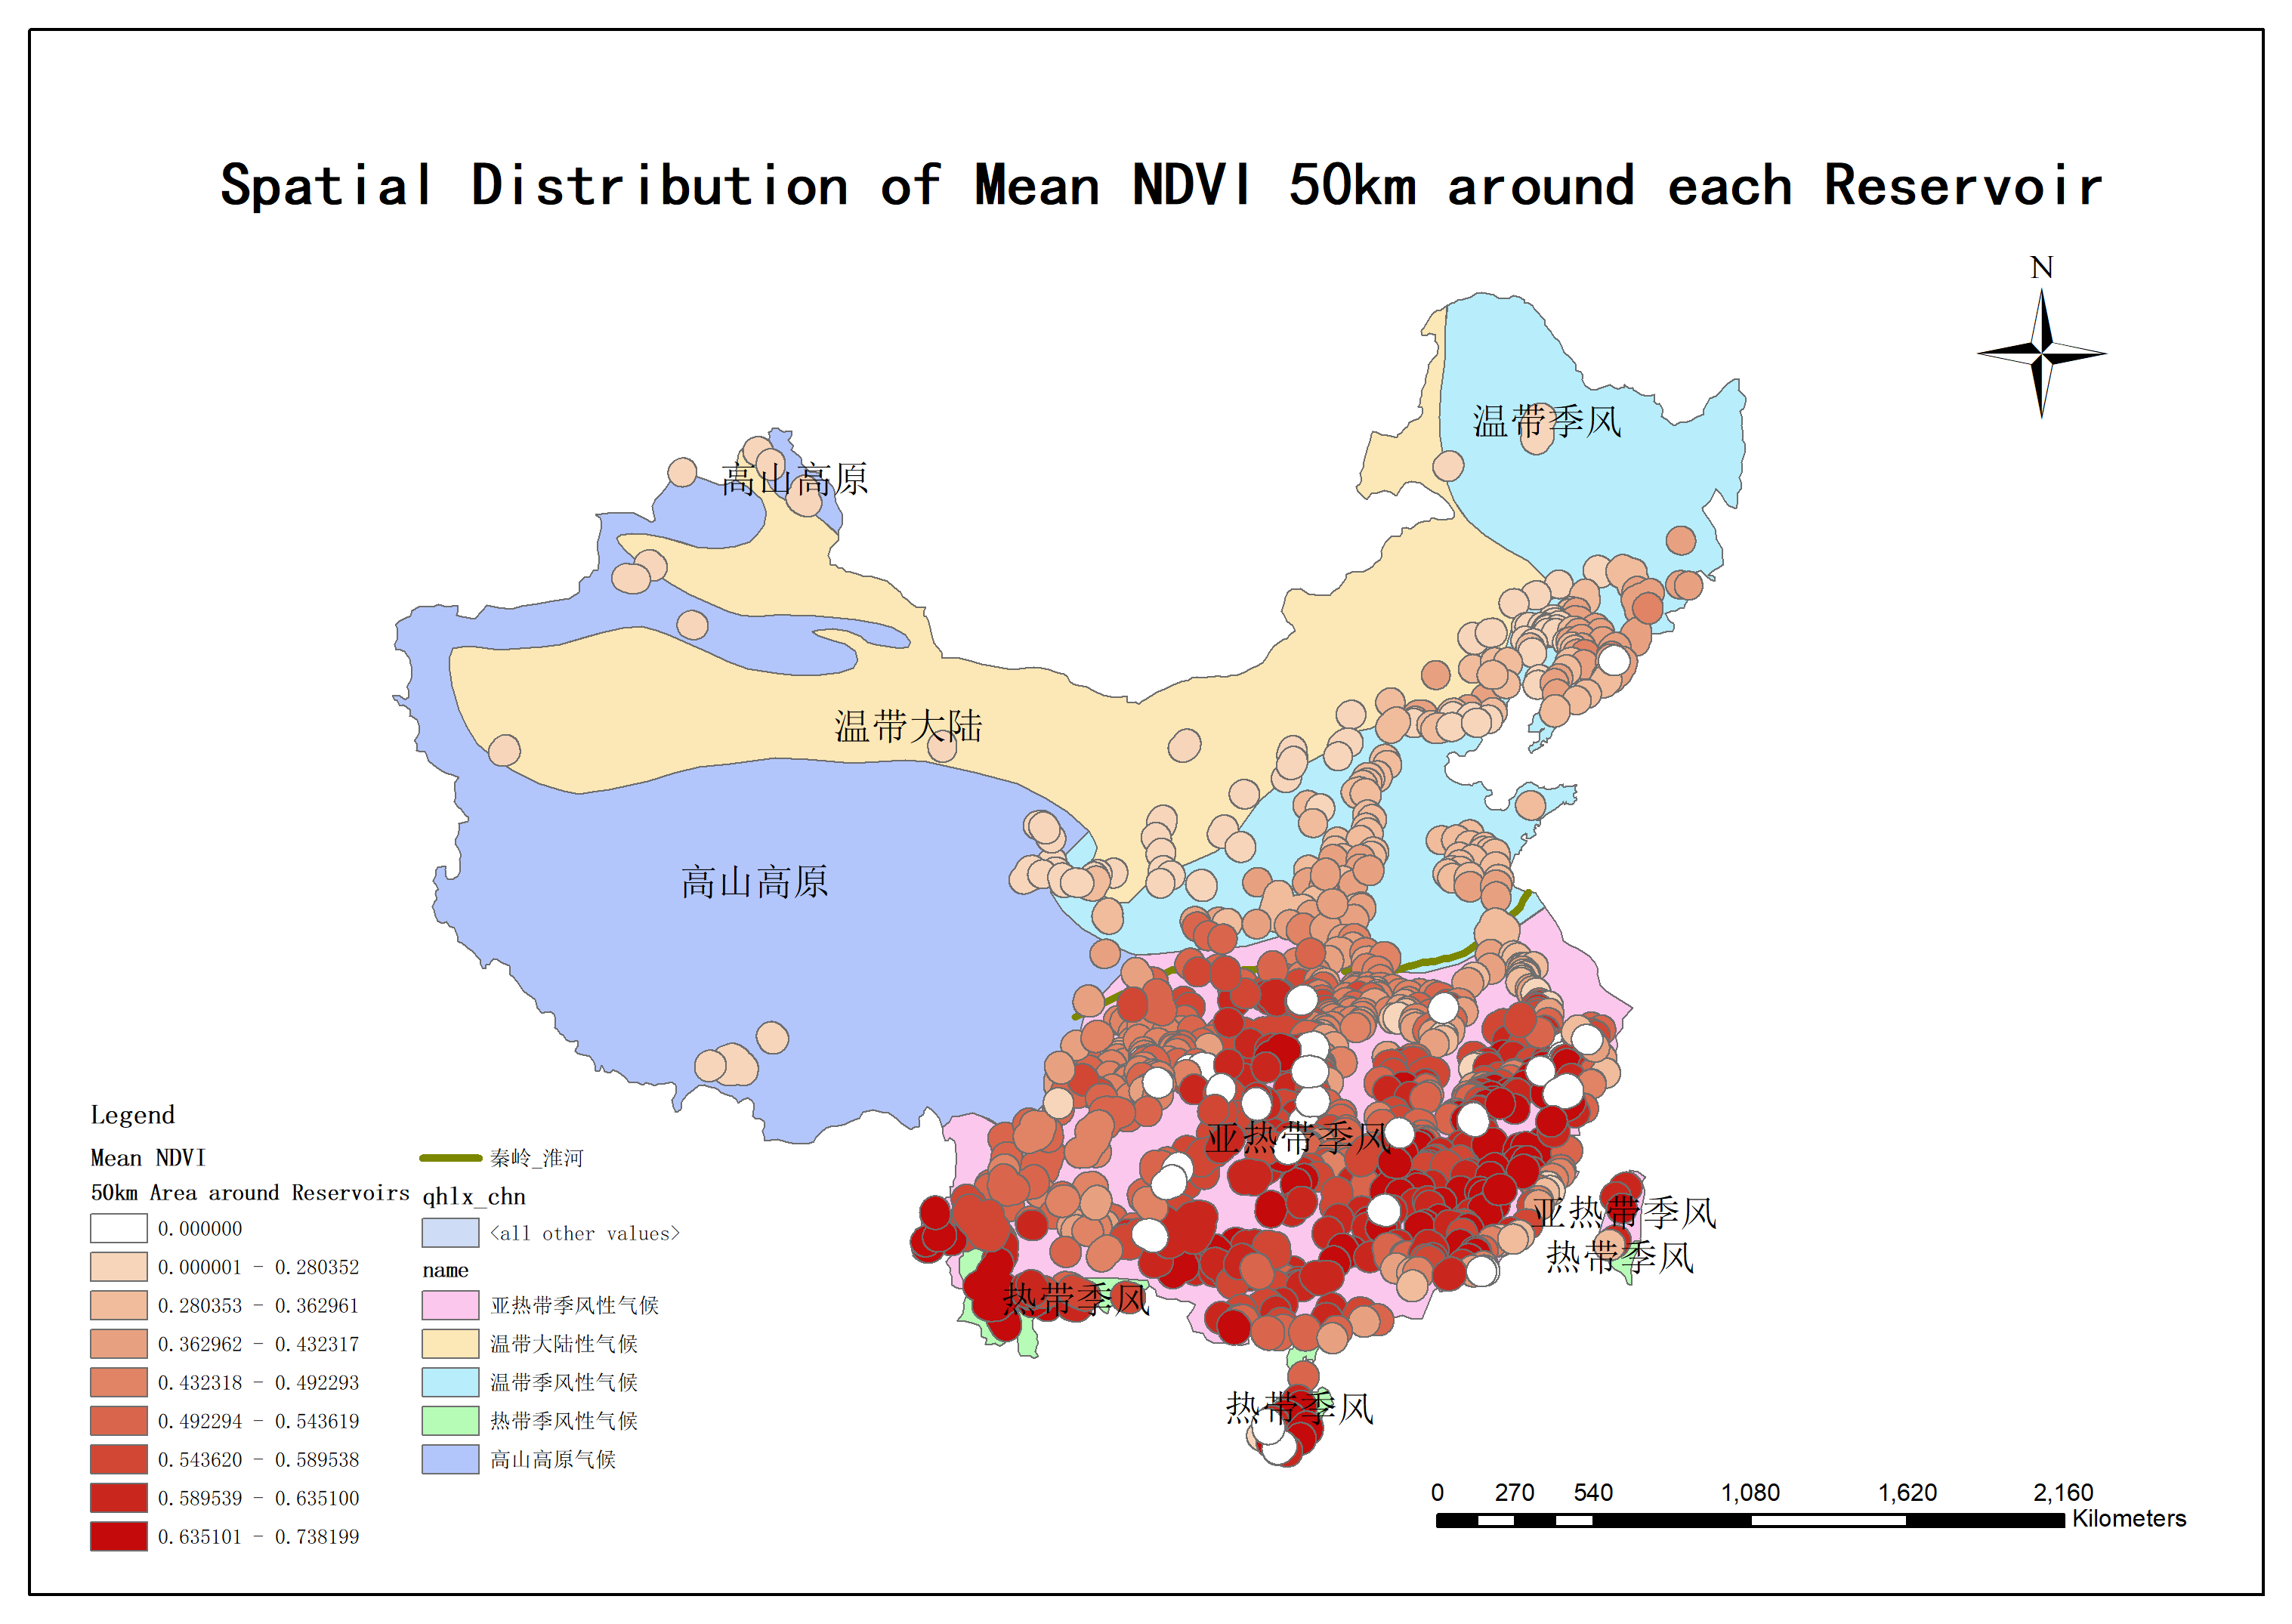 Spatial Distribution of Mean NDVI 50km around each Reservoir
N
温带季风
高山高原
温带大陆
高山高原
亚热带季风
亚热带季风
热带季风
热带季风
热带季风
Legend
Mean NDVI
50km Area around Reservoirs
0.000000
0.000001 - 0.280352
0.280353 - 0.362961
0.362962 - 0.432317
0.432318 - 0.492293
0.492294 - 0.543619
0.543620 - 0.589538
0.589539 - 0.635100
0.635101 - 0.738199
秦岭_淮河
qhlx_chn
<all other values>
name
亚热带季风性气候
温带大陆性气候
温带季风性气候
热带季风性气候
高山高原气候
0 270 540 1,080 1,620 2,160
Kilometers